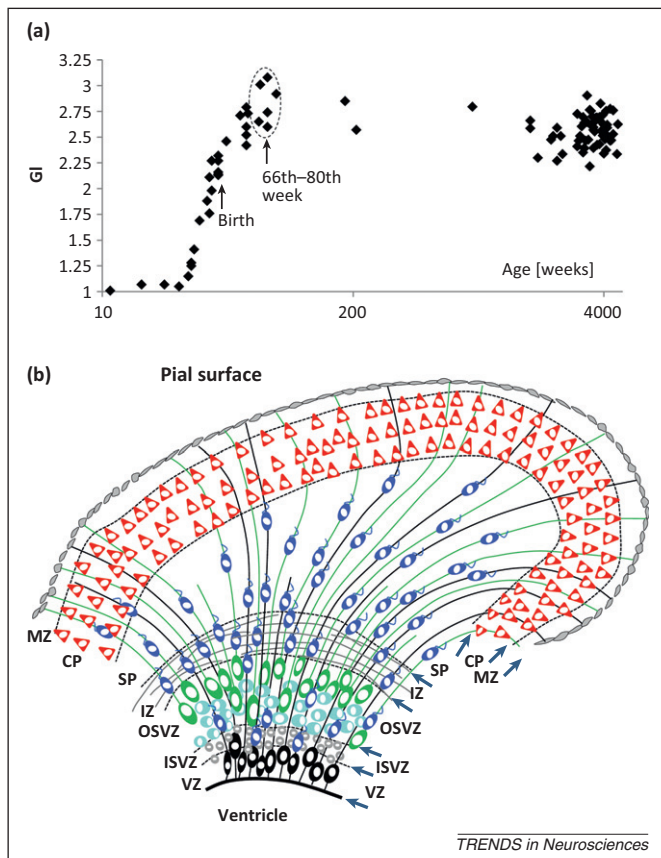 (a)
3.25
3
2.75
2.5
2.25
2
1.75
1.5
1.25
1
GI
66th–80th
week
Birth
Age [weeks]
10
200
4000
(b)
Pial surface
MZ
CP
SP
IZ
OSVZ
ISVZ
VZ
Ventricle
SP
CP
MZ
IZ
OSVZ
ISVZ
VZ
TRENDS in Neurosciences